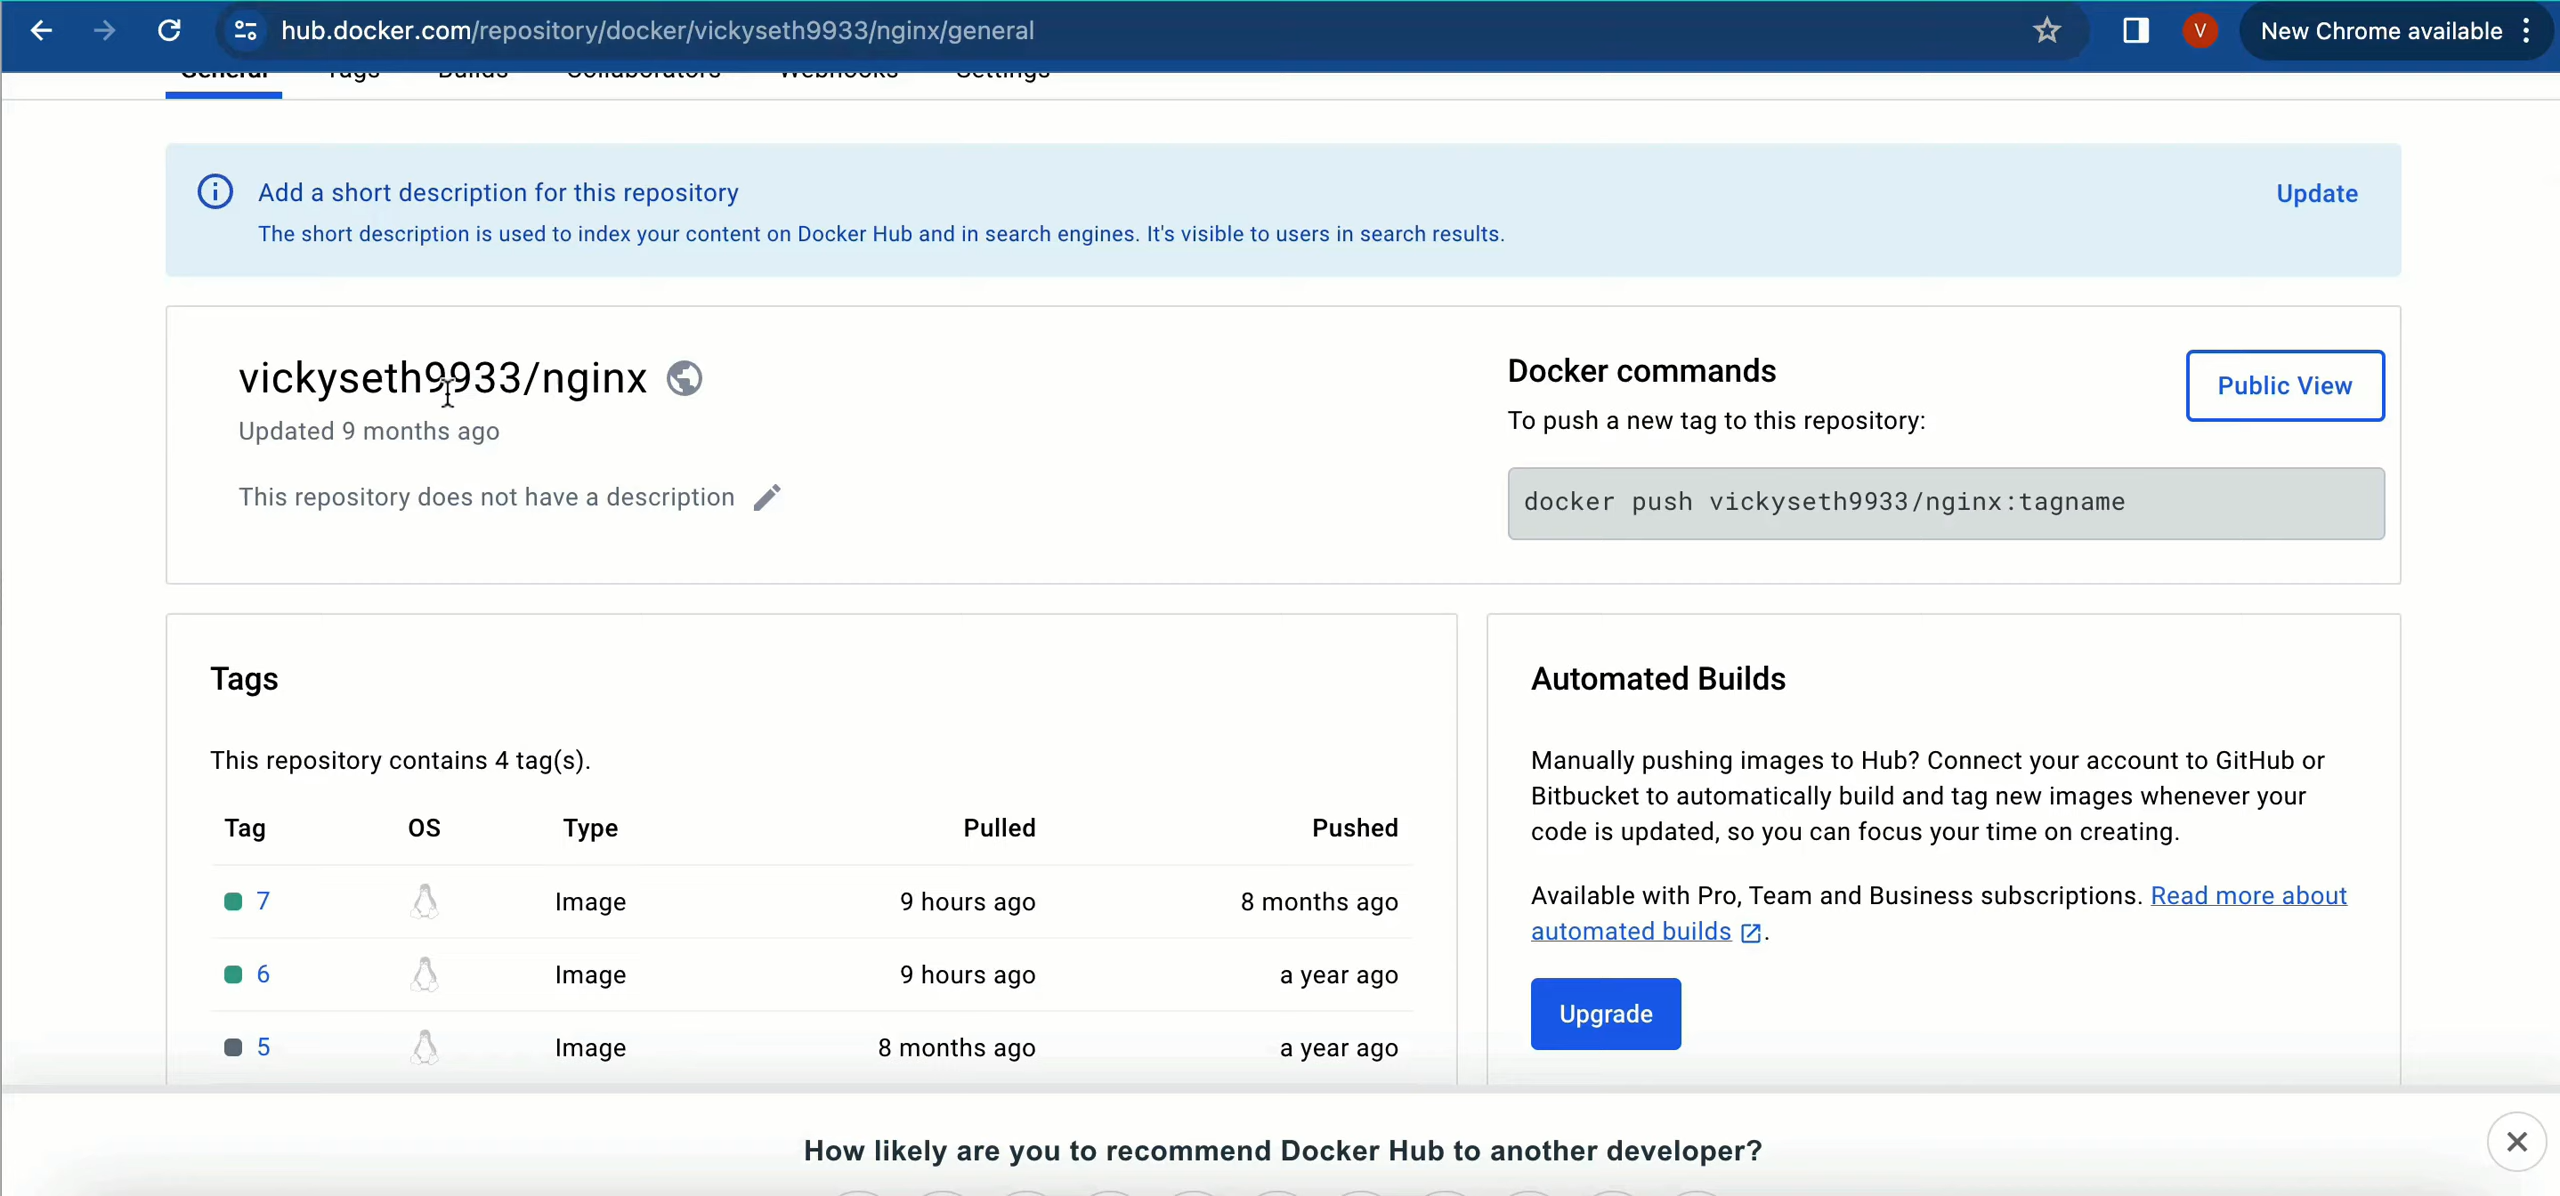 hub.docker.com/repository/docker/vickyseth9933/nginx/general
V
New Chrome available
General Tags Builds Collaborators Webhooks Settings
Add a short description for this repository
Update
The short description is used to index your content on Docker Hub and in search engines. It's visible to users in search results.
vickyseth9933/nginx
Updated 9 months ago
This repository does not have a description
Docker commands
Public View
To push a new tag to this repository:
docker push vickyseth9933/nginx:tagname
Tags
This repository contains 4 tag(s).
Tag OS Type Pulled Pushed
7 Image 9 hours ago 8 months ago
6 Image 9 hours ago a year ago
5 Image 8 months ago a year ago
Automated Builds
Manually pushing images to Hub? Connect your account to GitHub or
Bitbucket to automatically build and tag new images whenever your
code is updated, so you can focus your time on creating.
Available with Pro, Team and Business subscriptions. Read more about
automated builds .
Upgrade
How likely are you to recommend Docker Hub to another developer?